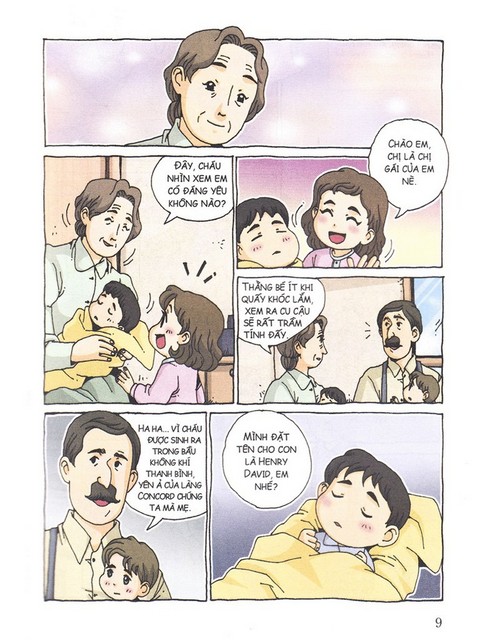 CHÀO EM,
CHỊ LÀ CHỊ
GÁI CỦA EM
NÈ.
ĐÂY, CHÁU
NHÌN XEM EM
CÓ ĐÁNG YÊU
KHÔNG NÀO?
THẰNG BÉ ÍT KHI
QUẤY KHÓC LẮM,
XEM RA CU CẬU
SẼ RẤT TRẦM
TĨNH ĐẤY.
HA HA... VÌ CHÁU
ĐƯỢC SINH RA
TRONG BẦU
KHÔNG KHÍ
THANH BÌNH,
YÊN Ả CỦA LÀNG
CONCORD CHÚNG
TA MÀ MẸ.
MÌNH ĐẶT
TÊN CHO CON
LÀ HENRY
DAVID, EM
NHÉ?
9